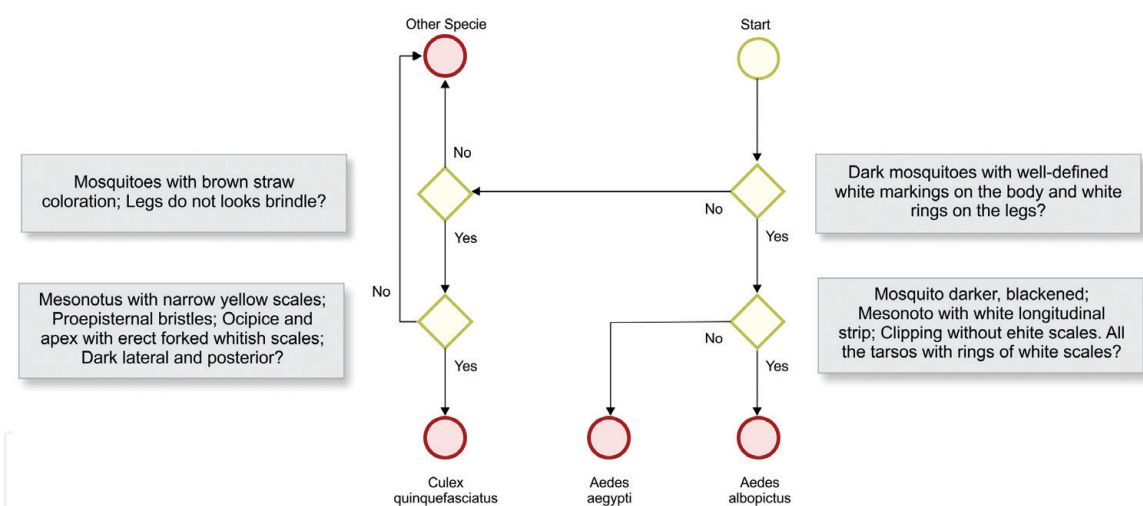 Other Specie
Start
No
Mosquitoes with brown straw
coloration; Legs do not looks brindle?
Dark mosquitoes with well-defined
white markings on the body and white
rings on the legs?
No
Yes
Yes
No
Mesonotus with narrow yellow scales;
Proepisternal bristles; Ocipice and
apex with erect forked whitish scales;
Dark lateral and posterior?
Mosquito darker, blackened;
Mesonoto with white longitudinal
strip; Clipping without ehite scales. All
the tarsos with rings of white scales?
No
Yes
Yes
Culex
quinquefasciatus
Aedes
aegypti
Aedes
albopictus